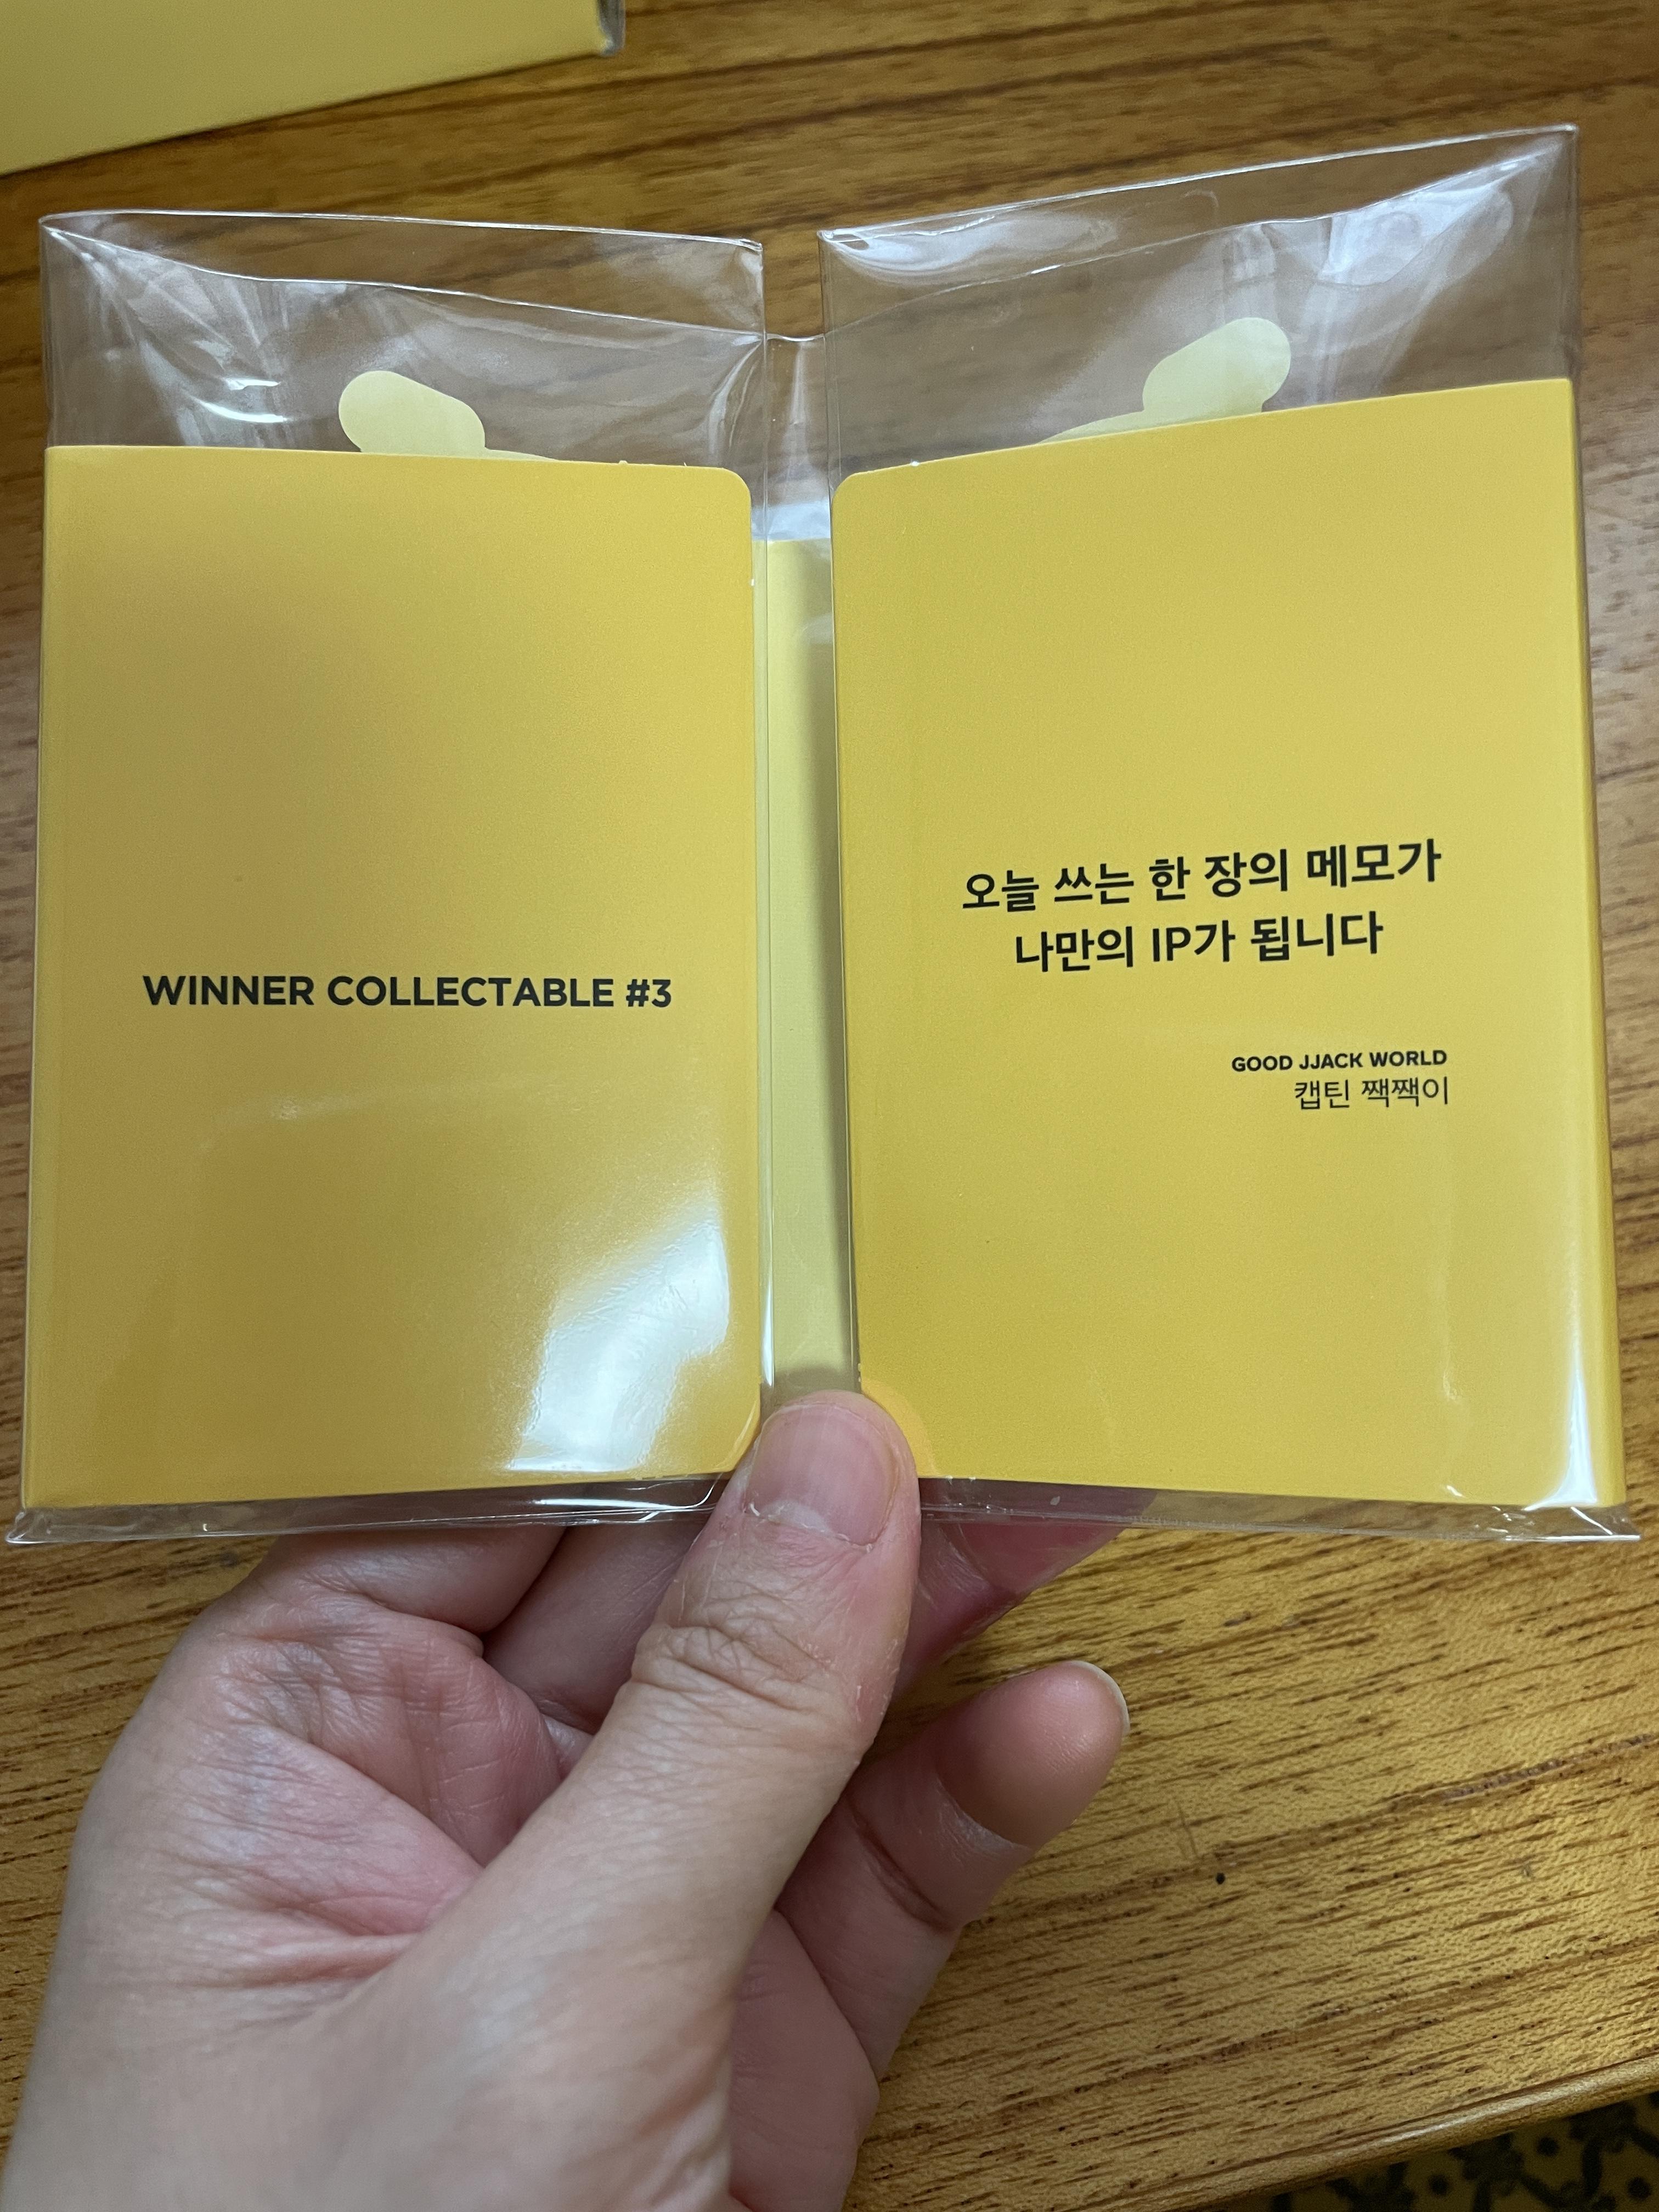 WINNER COLLECTABLE #3
오늘 쓰는 한 장의 메모가
나만의 IP가 됩니다
GOOD JJACK WORLD
캡틴 짹짹이